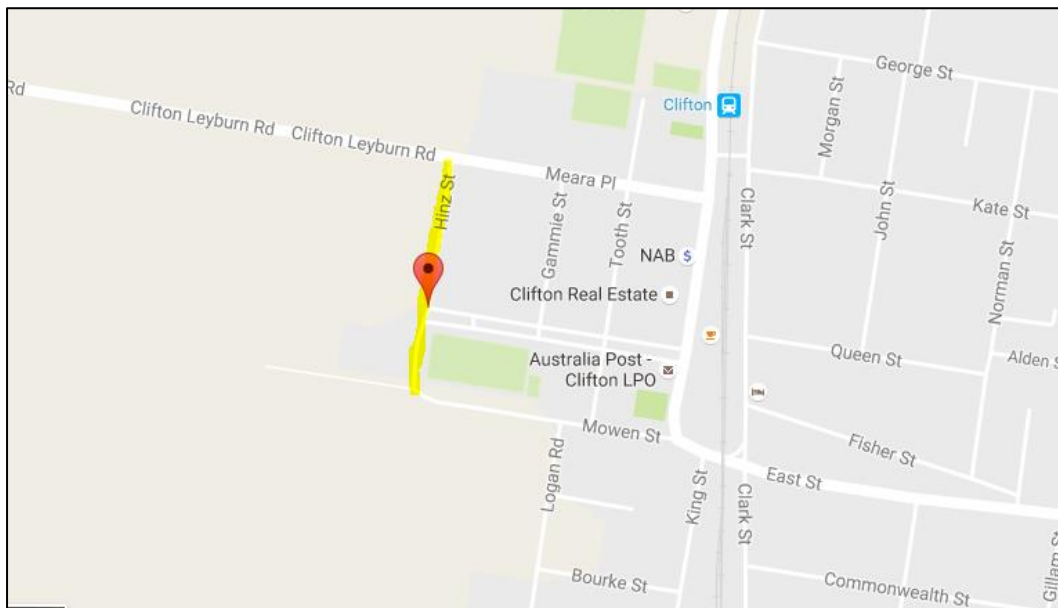 George St
Clifton
Morgan St
Rd
Clifton Leyburn Rd
Clifton Leyburn Rd
Meara Pl
Hinz St
Gammie St
Tooth St
Clark St
John St
Kate St
NAB
$
Clifton Real Estate
Norman St
Queen St
Alden S
Australia Post -
Clifton LPO
Mowen St
Fisher St
East St
Logan Rd
King St
Clark St
Bourke St
Commonwealth St
Gillam St